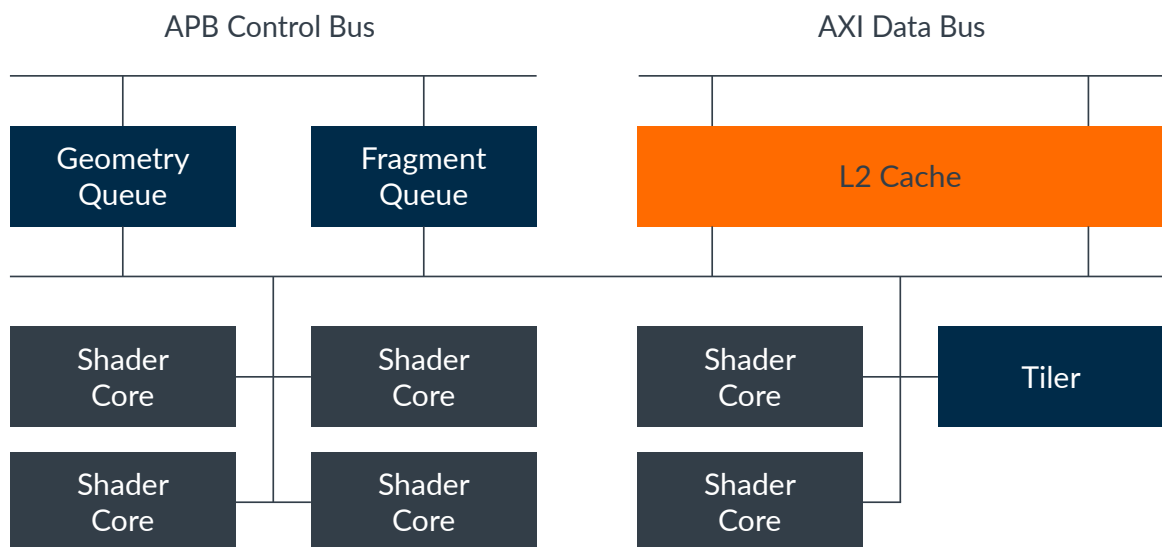 APB Control Bus
AXI Data Bus
Geometry
Queue
Fragment
Queue
L2 Cache
Shader
Core
Shader
Core
Shader
Core
Tiler
Shader
Core
Shader
Core
Shader
Core